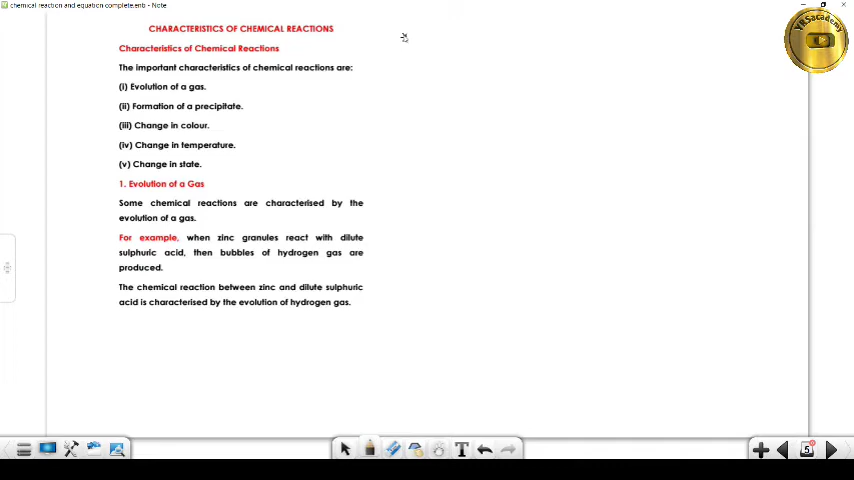 chemical reaction and equation complete.enb - Note
YRSacademy
CHARACTERISTICS OF CHEMICAL REACTIONS
Characteristics of Chemical Reactions
The important characteristics of chemical reactions are:
(i) Evolution of a gas.
(ii) Formation of a precipitate.
(iii) Change in colour.
(iv) Change in temperature.
(v) Change in state.
1. Evolution of a Gas
Some chemical reactions are characterised by the
evolution of a gas.
For example, when zinc granules react with dilute
sulphuric acid, then bubbles of hydrogen gas are
produced.
The chemical reaction between zinc and dilute sulphuric
acid is characterised by the evolution of hydrogen gas.
T
5